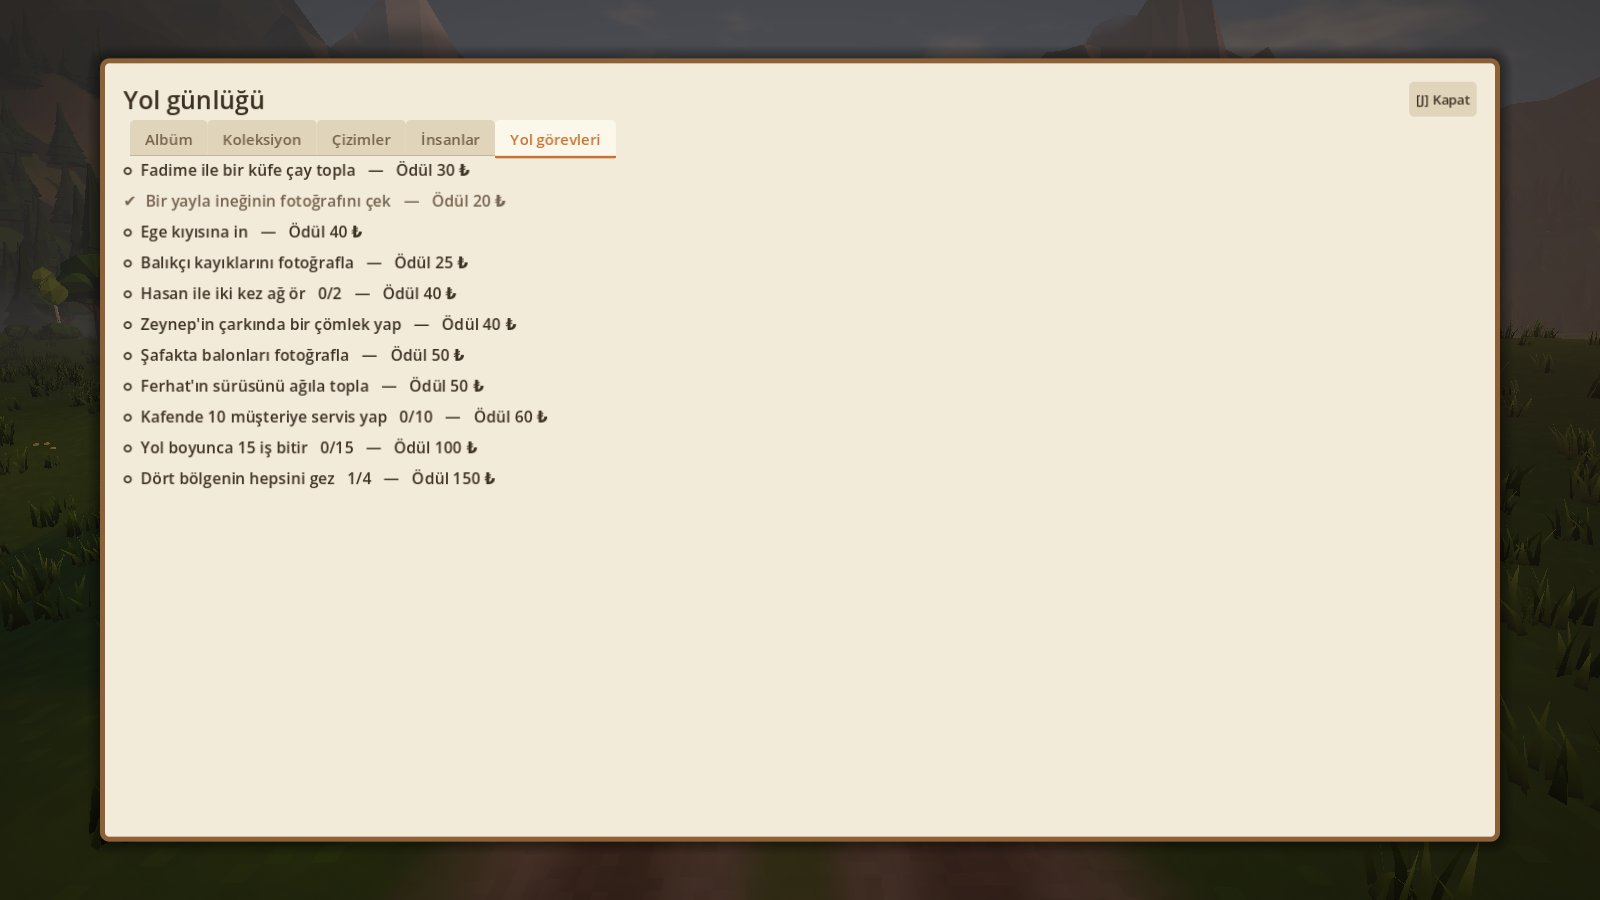 Yol günlüğü
[J] Kapat
Albüm Koleksiyon Çizimler İnsanlar Yol görevleri
Fadime ile bir küfe çay topla — Ödül 30 ₺
✔ Bir yayla ineğinin fotoğrafını çek — Ödül 20 ₺
Ege kıyısına in — Ödül 40 ₺
Balıkçı kayıklarını fotoğrafla — Ödül 25 ₺
Hasan ile iki kez ağ ör 0/2 — Ödül 40 ₺
Zeynep'in çarkında bir çömlek yap — Ödül 40 ₺
Şafakta balonları fotoğrafla — Ödül 50 ₺
Ferhat'ın sürüsünü ağıla topla — Ödül 50 ₺
Kafende 10 müşteriye servis yap 0/10 — Ödül 60 ₺
Yol boyunca 15 iş bitir 0/15 — Ödül 100 ₺
Dört bölgenin hepsini gez 1/4 — Ödül 150 ₺